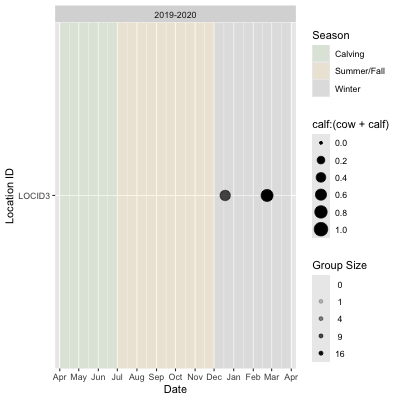 2019-2020
Location ID
LOCID3
Apr May Jun Jul Aug Sep Oct Nov Dec Jan Feb Mar Apr
Date
Season
Calving
Summer/Fall
Winter
calf:(cow + calf)
0.0
0.2
0.4
0.6
0.8
1.0
Group Size
0
1
4
9
16